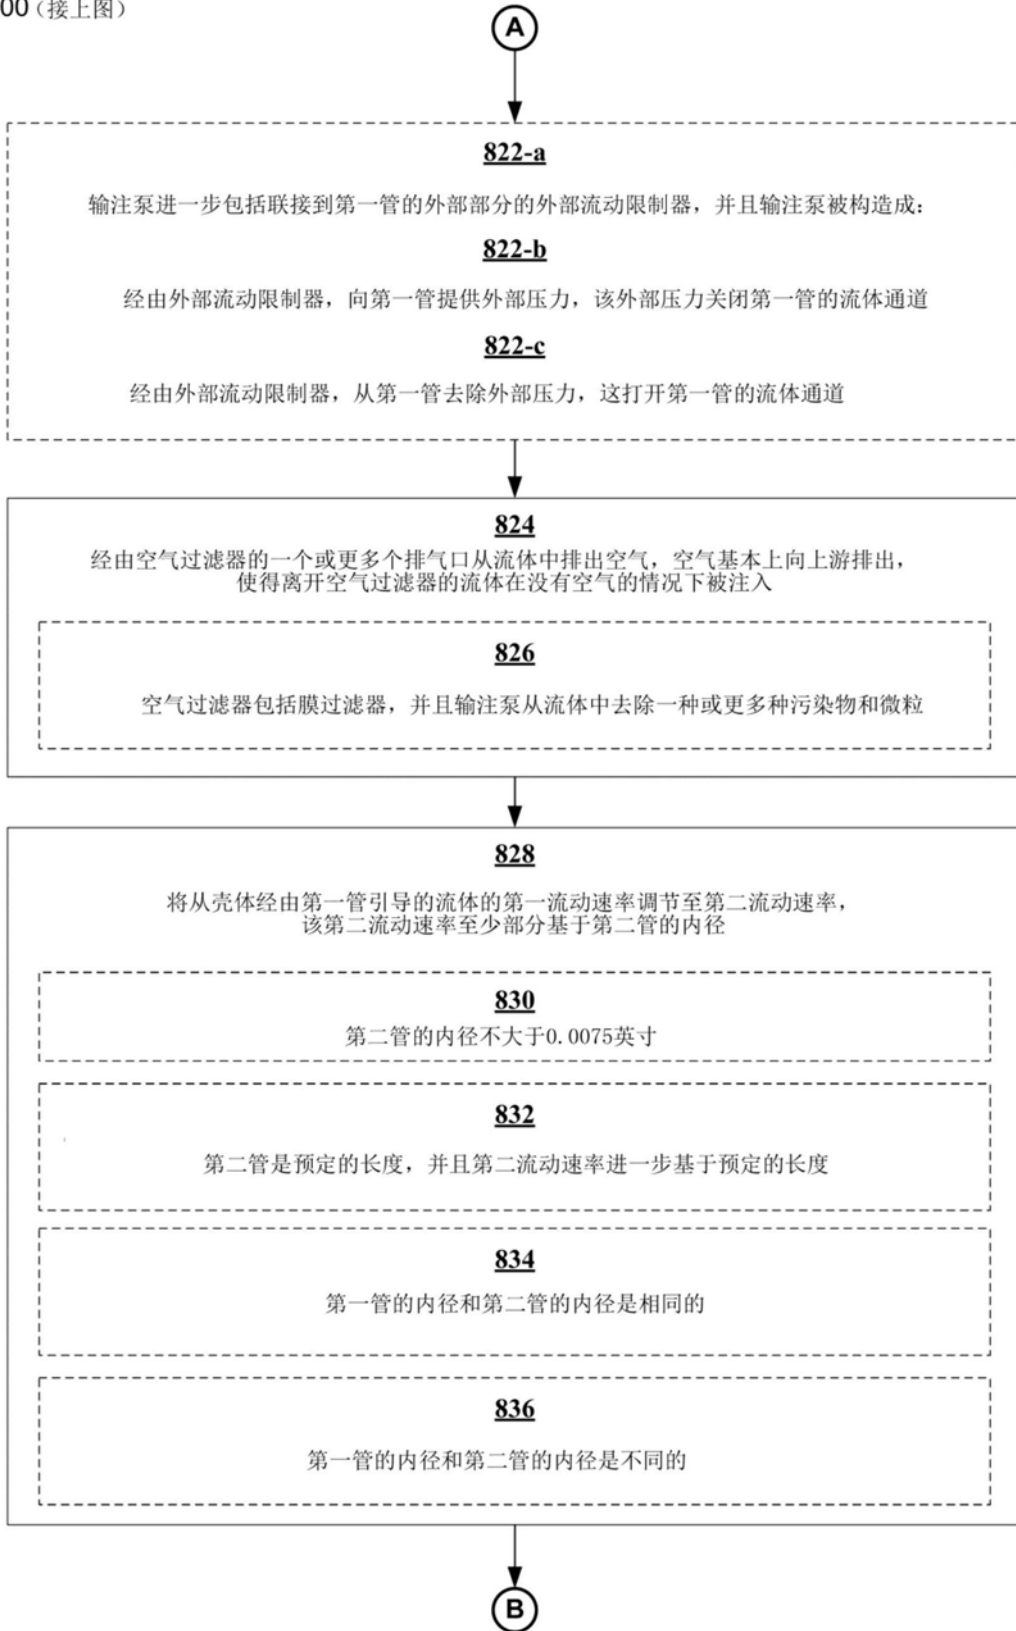 00（接上图）
A
822-a
输注泵进一步包括联接到第一管的外部部分的外部流动限制器，并且输注泵被构造成：
822-b
经由外部流动限制器，向第一管提供外部压力，该外部压力关闭第一管的流体通道
822-c
经由外部流动限制器，从第一管去除外部压力，这打开第一管的流体通道
824
经由空气过滤器的一个或更多个排气口从流体中排出空气，空气基本上向上游排出，
使得离开空气过滤器的流体在没有空气的情况下被注入
826
空气过滤器包括膜过滤器，并且输注泵从流体中去除一种或更多种污染物和微粒
828
将从壳体经由第一管引导的流体的第一流动速率调节至第二流动速率，
该第二流动速率至少部分基于第二管的内径
830
第二管的内径不大于0.0075英寸
832
第二管是预定的长度，并且第二流动速率进一步基于预定的长度
834
第一管的内径和第二管的内径是相同的
836
第一管的内径和第二管的内径是不同的
B